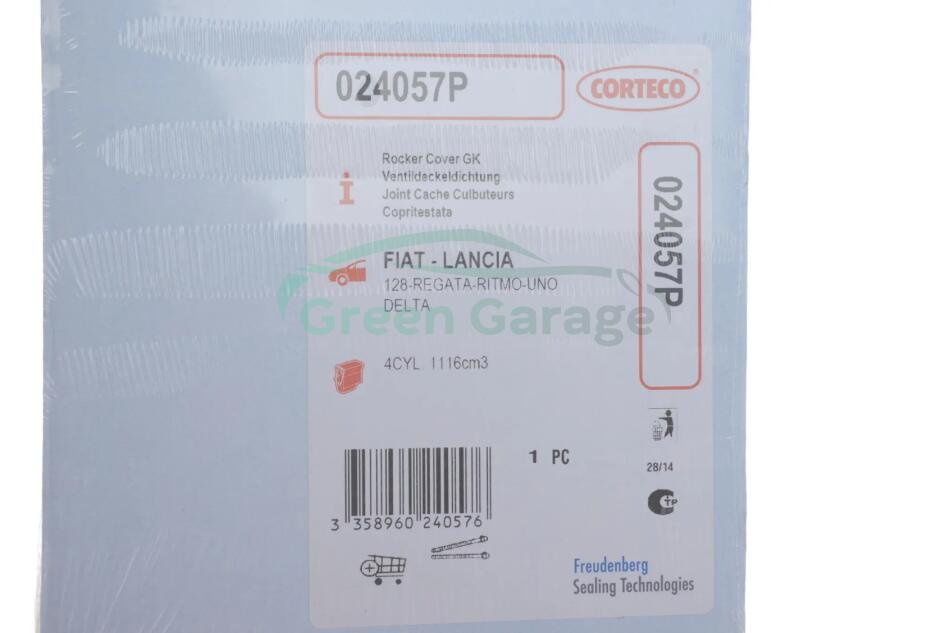 024057P
CORTECO®
024057P
Rocker Cover GK
Ventildeckeldichtung
Joint Cache Culbuteurs
Copritestata
FIAT - LANCIA
128-REGATA-RITMO-UNO
DELTA
Green Garage
4CYL. 1116cm3
1 PC
28/14
CTP
3 358960 240576
Freudenberg
Sealing Technologies